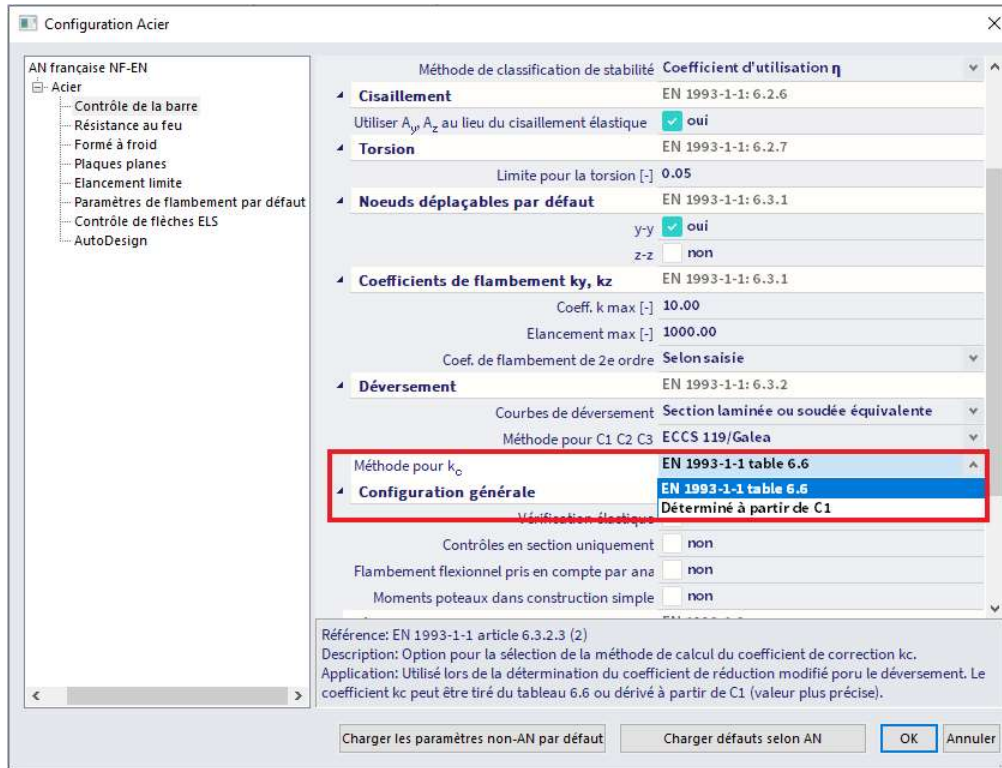 Configuration Acier
AN française NF-EN
Acier
Contrôle de la barre
Résistance au feu
Formé à froid
Plaques planes
Elancement limite
Paramètres de flambement par défaut
Contrôle de flèches ELS
AutoDesign
Méthode de classification de stabilité Coefficient d'utilisation η
Cisaillement EN 1993-1-1: 6.2.6
Utiliser Ay, Az au lieu du cisaillement élastique oui
Torsion EN 1993-1-1: 6.2.7
Limite pour la torsion [-] 0.05
Noeuds déplaçables par défaut EN 1993-1-1: 6.3.1
y-y oui
z-z non
Coefficients de flambement ky, kz EN 1993-1-1: 6.3.1
Coeff. k max [-] 10.00
Elancement max [-] 1000.00
Coef. de flambement de 2e ordre Selon saisie
Déversement EN 1993-1-1: 6.3.2
Courbes de déversement Section laminée ou soudée équivalente
Méthode pour C1 C2 C3 ECCS 119/Galea
Méthode pour kc EN 1993-1-1 table 6.6
Configuration générale EN 1993-1-1 table 6.6
Déterminé à partir de C1
Vérification élastique
Contrôles en section uniquement non
Flambement flexionnel pris en compte par ana non
Moments poteaux dans construction simple non
Référence: EN 1993-1-1 article 6.3.2.3 (2)
Description: Option pour la sélection de la méthode de calcul du coefficient de correction kc.
Application: Utilisé lors de la détermination du coefficient de réduction modifié poru le déversement. Le
coefficient kc peut être tiré du tableau 6.6 ou dérivé à partir de C1 (valeur plus précise).
Charger les paramètres non-AN par défaut Charger défauts selon AN OK Annuler